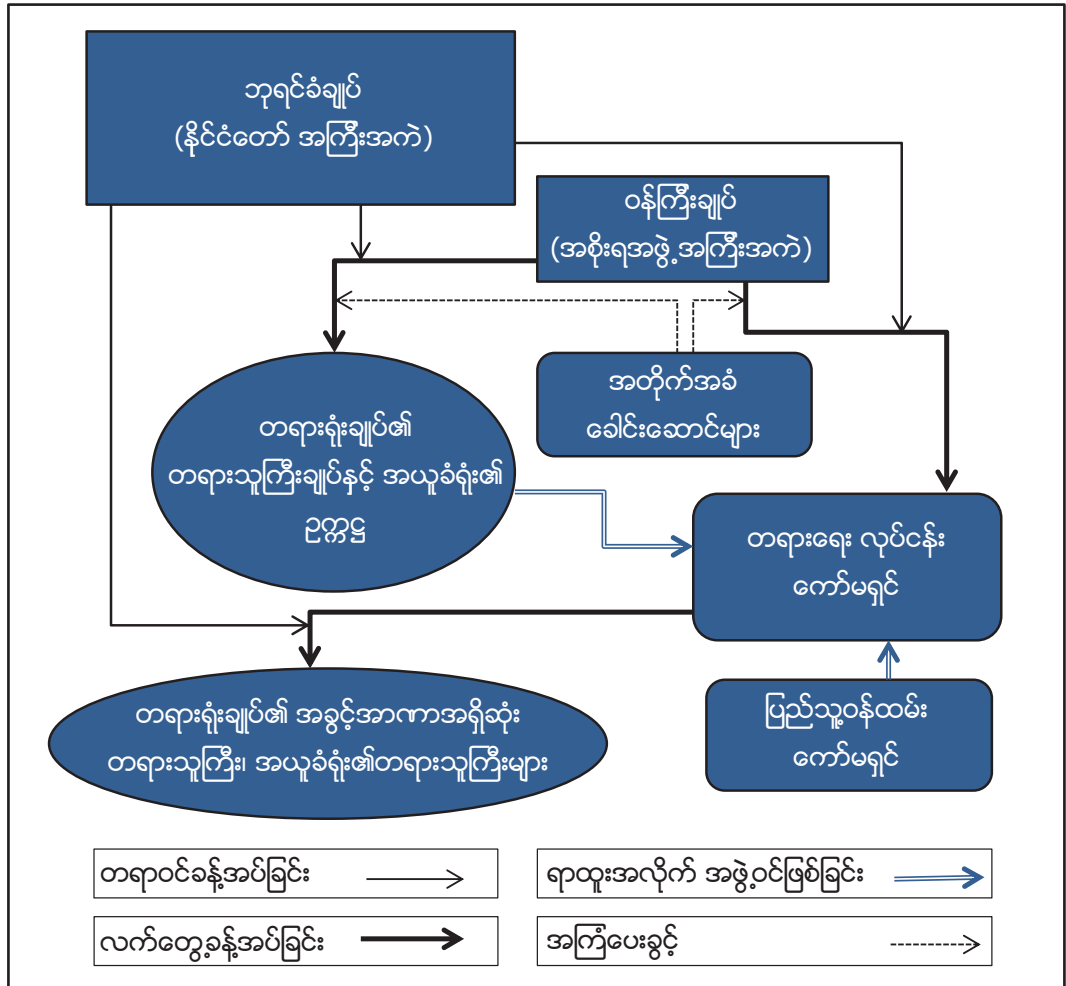 ဘုရင်ခံချုပ်
(နိုင်ငံတော် အကြီးအကဲ)
ဝန်ကြီးချုပ်
(အစိုးရအဖွဲ့ အကြီးအကဲ)
အတိုက်အခံ
ခေါင်းဆောင်များ
တရားရုံးချုပ်၏
တရားသူကြီးချုပ်နှင့် အယူခံရုံး၏
ဥက္ကဋ္ဌ
တရားရေး လုပ်ငန်း
ကော်မရှင်
တရားရုံးချုပ်၏ အခွင့်အာဏာအရှိဆုံး
တရားသူကြီး၊ အယူခံရုံး၏တရားသူကြီးများ
ပြည်သူ့ဝန်ထမ်း
ကော်မရှင်
တရာဝင်ခန့်အပ်ခြင်း
ရာထူးအလိုက် အဖွဲ့ဝင်ဖြစ်ခြင်း
လက်တွေ့ခန့်အပ်ခြင်း
အကြံပေးခွင့်